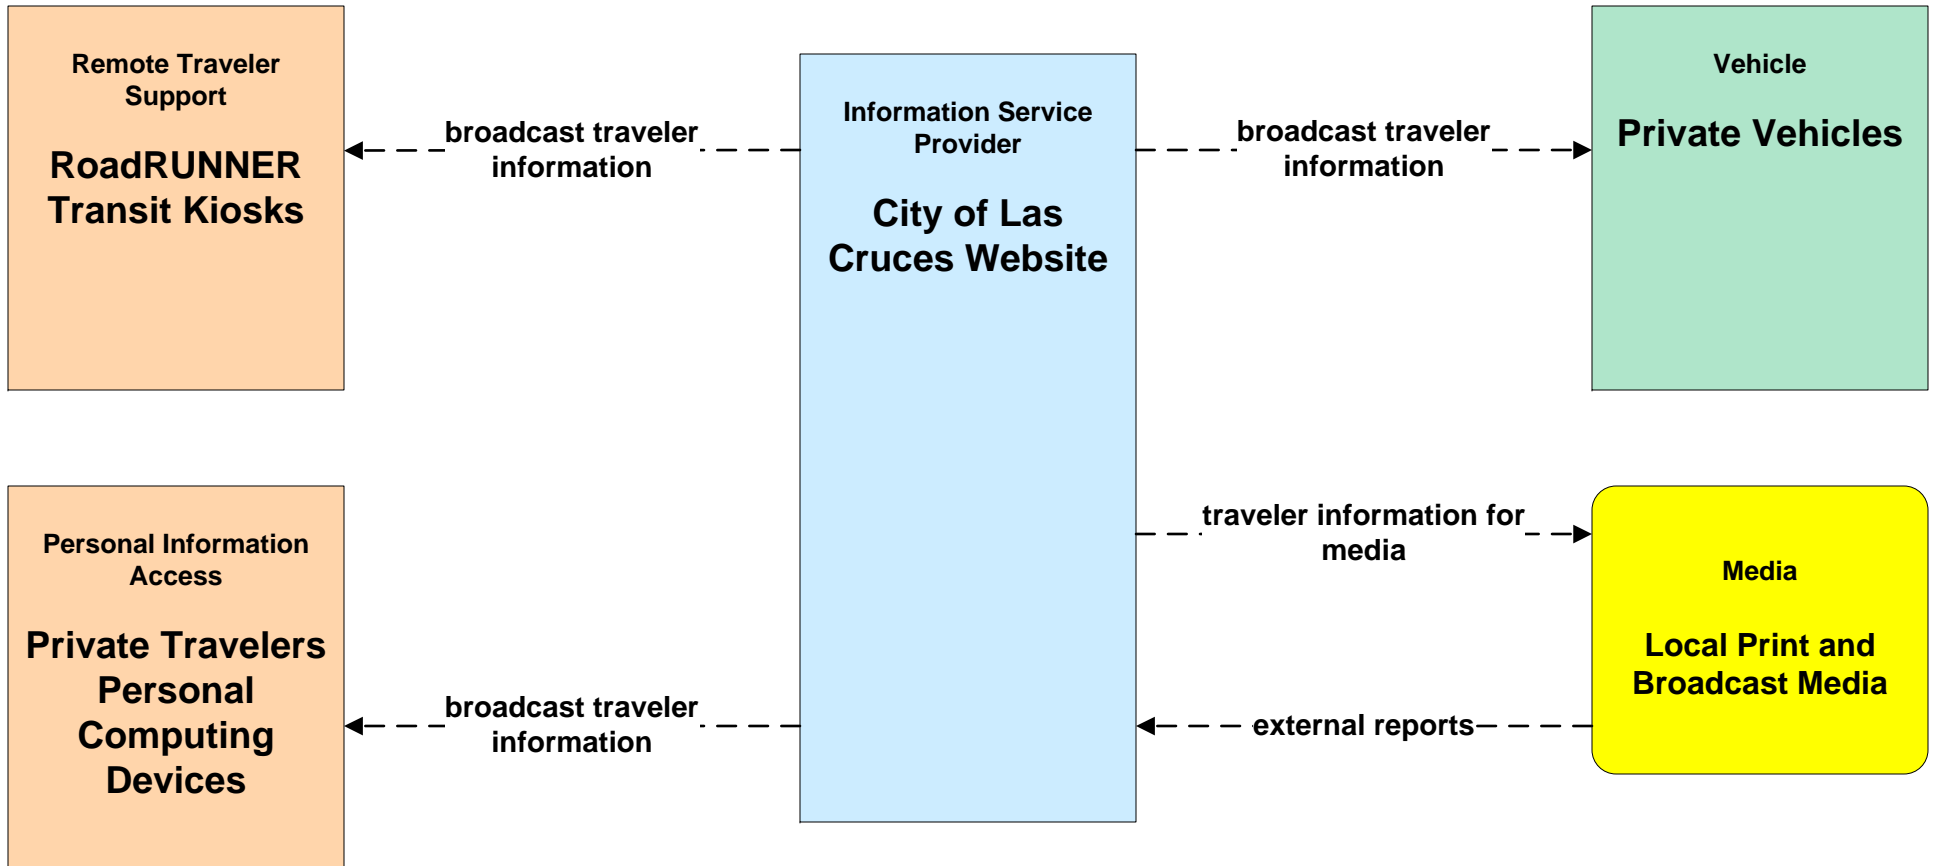 Remote Traveler
Support
RoadRUNNER
Transit Kiosks
broadcast traveler
information
Information Service
Provider
City of Las
Cruces Website
broadcast traveler
information
Vehicle
Private Vehicles
Personal Information
Access
Private Travelers
Personal
Computing
Devices
broadcast traveler
information
traveler information for
media
external reports
Media
Local Print and
Broadcast Media